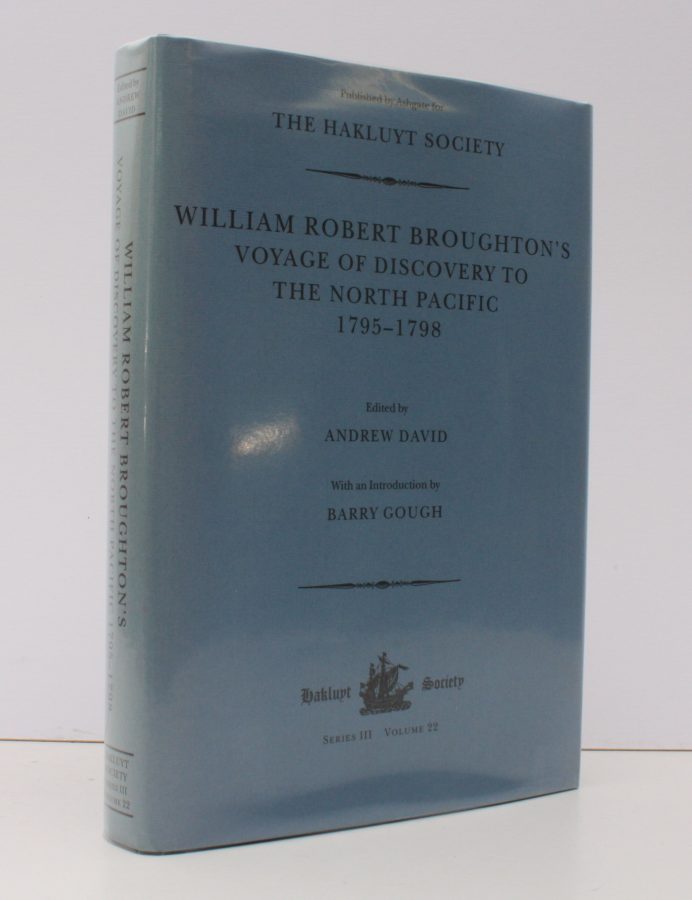 Edited by
ANDREW
DAVID
WILLIAM ROBERT BROUGHTON'S
VOYAGE OF DISCOVERY TO THE NORTH PACIFIC 1795–1798
HAKLUYT
SOCIETY
SERIES III
VOLUME 22
Published by Ashgate for
THE HAKLUYT SOCIETY
WILLIAM ROBERT BROUGHTON'S
VOYAGE OF DISCOVERY TO
THE NORTH PACIFIC
1795–1798
Edited by
ANDREW DAVID
With an Introduction by
BARRY GOUGH
Hakluyt Society
SERIES III VOLUME 22